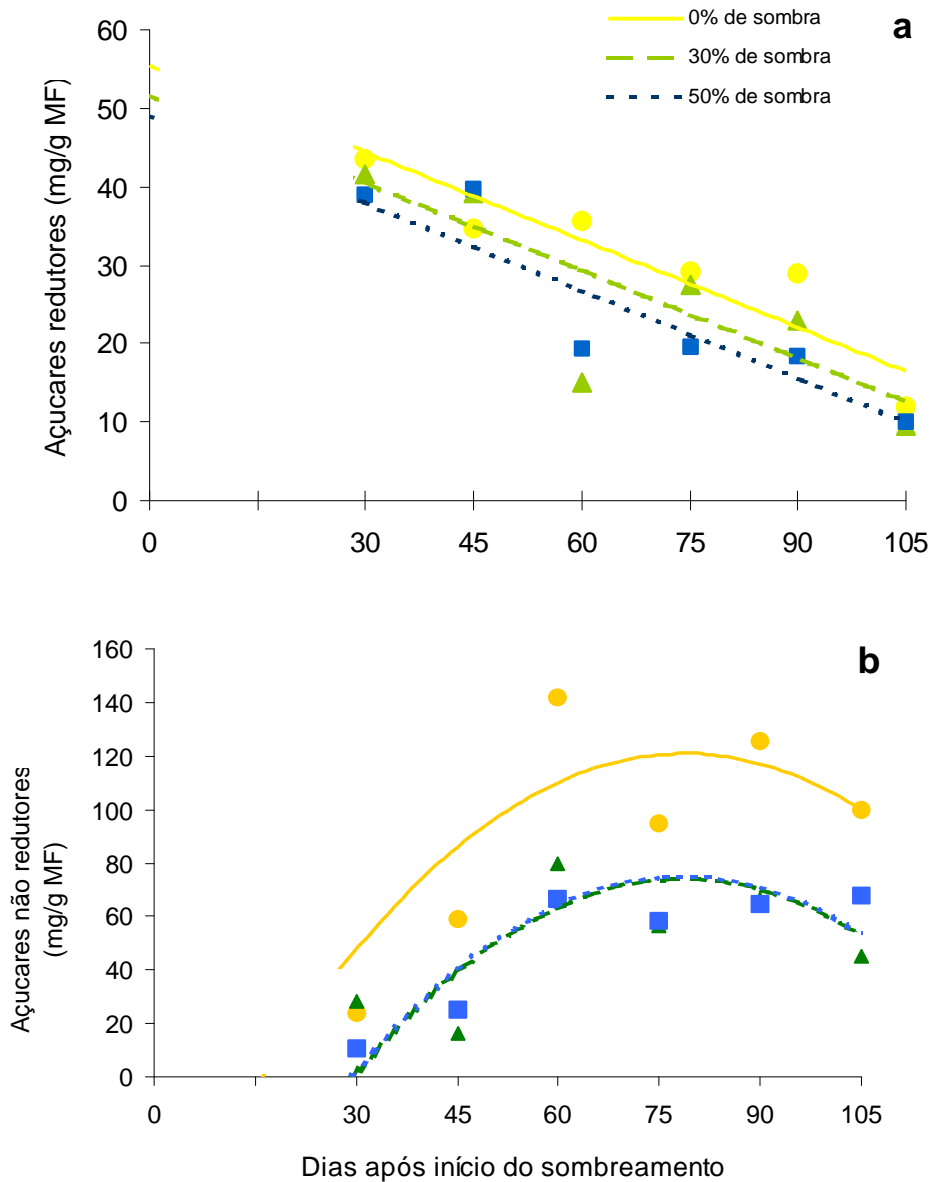 0% de sombra
30% de sombra
50% de sombra
a
Açucares redutores (mg/g MF)
60
50
40
30
20
10
0
0 30 45 60 75 90 105
b
Açucares não redutores
(mg/g MF)
160
140
120
100
80
60
40
20
0
0 30 45 60 75 90 105
Dias após início do sombreamento